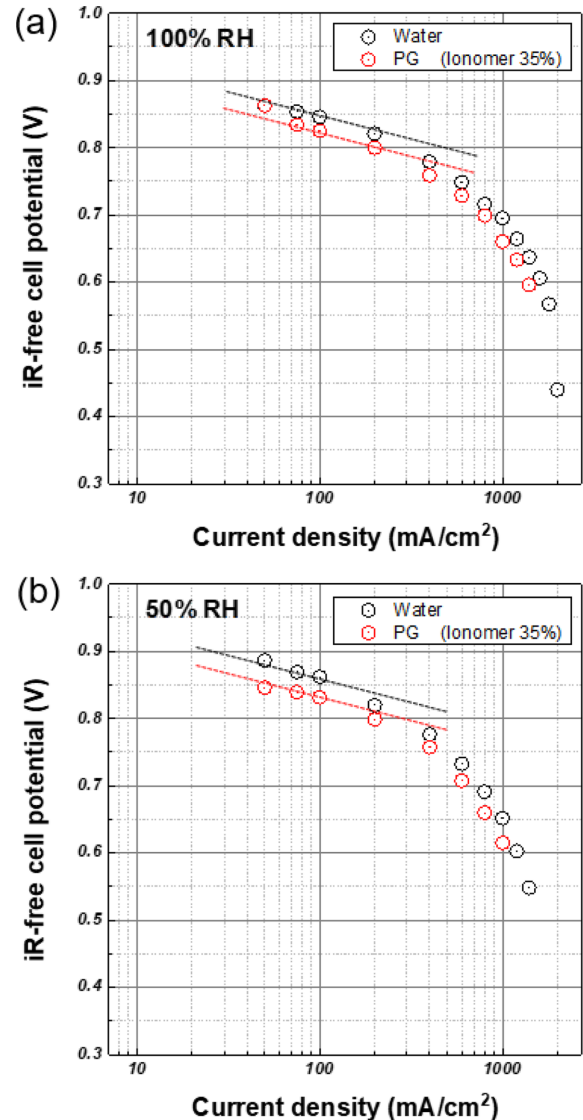 (a)
100% RH
Water
PG (Ionomer 35%)
iR-free cell potential (V)
1.0
0.9
0.8
0.7
0.6
0.5
0.4
0.3
10 100 1000
Current density (mA/cm²)
(b)
50% RH
Water
PG (Ionomer 35%)
iR-free cell potential (V)
1.0
0.9
0.8
0.7
0.6
0.5
0.4
0.3
10 100 1000
Current density (mA/cm²)